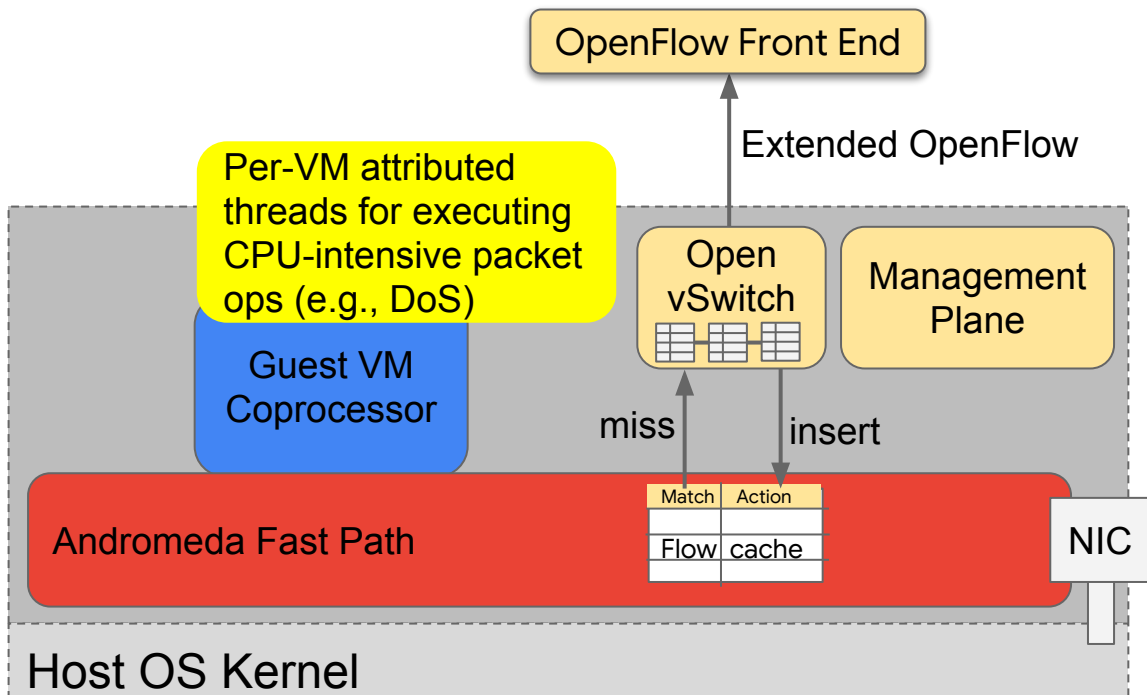 OpenFlow Front End
Extended OpenFlow
Per-VM attributed
threads for executing
CPU-intensive packet
ops (e.g., DoS)
Open
vSwitch
Management
Plane
Guest VM
Coprocessor
miss
insert
Match Action
Flow cache
Andromeda Fast Path
NIC
Host OS Kernel